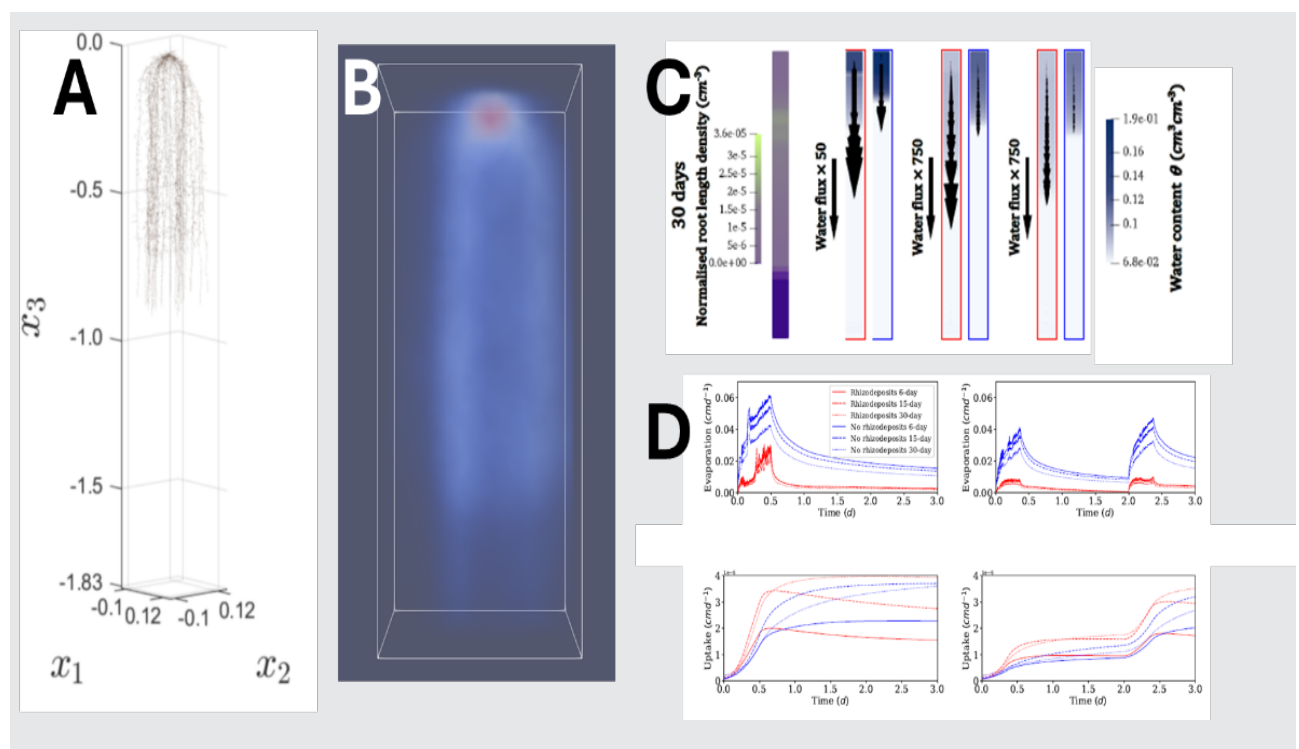 A
0.0
-0.5
-1.0
-1.5
-1.83
x3
-0.1
0.12
-0.1
0.12
x1
x2
B
C
30 days
Normalised root length density (cm⁻³)
3.6e-05
3e-5
2.5e-5
2e-5
1.5e-5
1e-5
5e-6
0.0e+00
Water flux × 50
Water flux × 750
Water flux × 750
1.9e-01
0.16
0.14
0.12
0.1
6.8e-02
Water content θ (cm³cm⁻³)
D
Evaporation (cmd⁻¹)
0.06
0.04
0.02
0.00
0.0 0.5 1.0 1.5 2.0 2.5 3.0
Time (d)
Rhizodeposits 6-day
Rhizodeposits 15-day
Rhizodeposits 30-day
No rhizodeposits 6-day
No rhizodeposits 15-day
No rhizodeposits 30-day
Evaporation (cmd⁻¹)
0.06
0.04
0.02
0.00
0.0 0.5 1.0 1.5 2.0 2.5 3.0
Time (d)
Uptake (cmd⁻¹)
4
3
2
1
0
0.0 0.5 1.0 1.5 2.0 2.5 3.0
Time (d)
Uptake (cmd⁻¹)
4
3
2
1
0
0.0 0.5 1.0 1.5 2.0 2.5 3.0
Time (d)